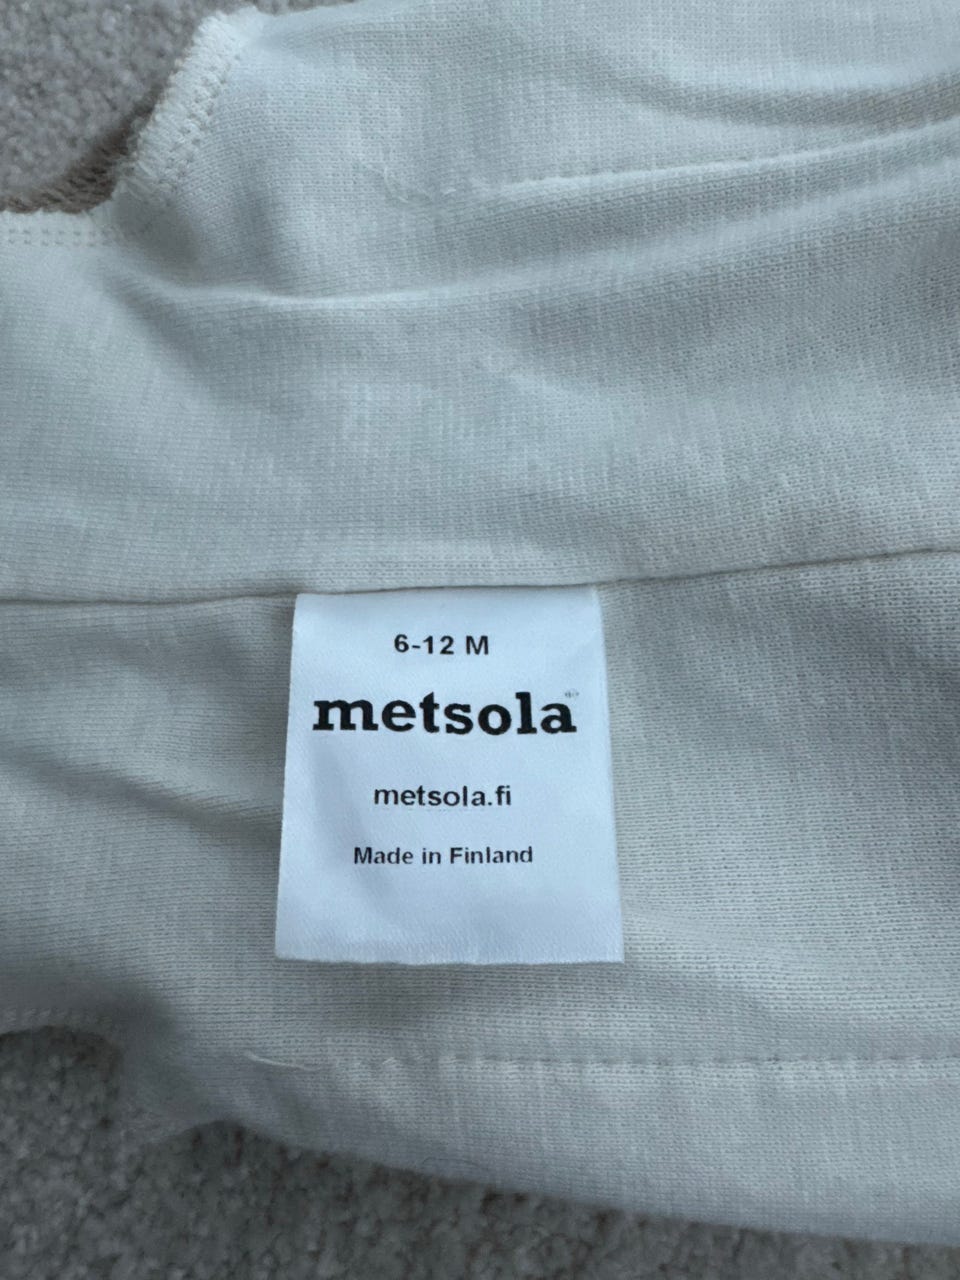 6-12 M
metsola
metsola.fi
Made in Finland